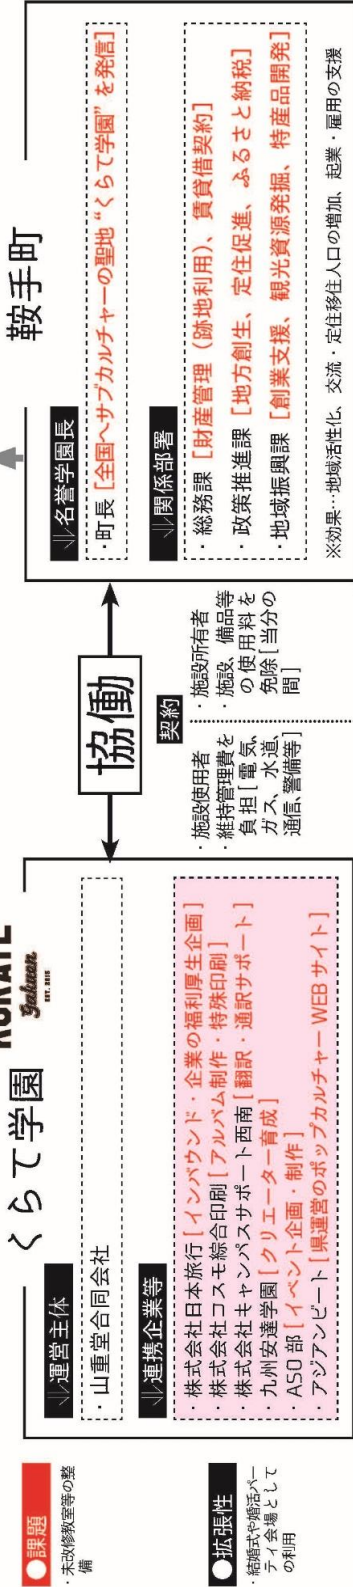 ●課題
・未改修教室等の整
備
●拡張性
・結婚式や婚活パー
ティ会場として
の利用
くらて学園
KURATE
Gakuen
EST. 2015
↓運営主体
・山重堂合同会社
↓連携企業等
・株式会社日本旅行[インバウンド・企業の福利厚生企画]
・株式会社コスモ綜合印刷[アルバム制作・特殊印刷]
・株式会社キャンパスサポート西南[翻訳・通訳サポート]
・九州安達学園[クリエーター育成]
・ASO部[イベント企画・制作]
・アジアンビート[県運営のポップカルチャーWEBサイト]
協働
契約
・施設使用者
・維持管理費を
負担[電気、
ガス、水道、
通信、警備等]
・施設所有者
・施設、備品等
の使用料を
免除[当分の
間]
鞍手町
↓名誉学園長
・町長[全国へサブカルチャーの聖地“くらて学園”を発信]
↓関係部署
・総務課[財産管理（跡地利用）、賃貸借契約]
・政策推進課[地方創生、定住促進、ふるさと納税]
・地域振興課[創業支援、観光資源発掘、特産品開発]
※効果…地域活性化、交流・定住移住人口の増加、起業・雇用の支援